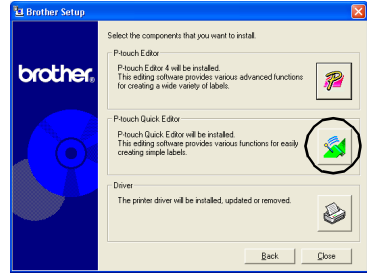 Brother Setup
Select the components that you want to install.
brother.
P-touch Editor
P-touch Editor 4 will be installed.
This editing software provides various advanced functions
for creating a wide variety of labels.
P-touch Quick Editor
P-touch Quick Editor will be installed.
This editing software provides various functions for easily
creating simple labels.
Driver
The printer driver will be installed, updated or removed.
Back
Close